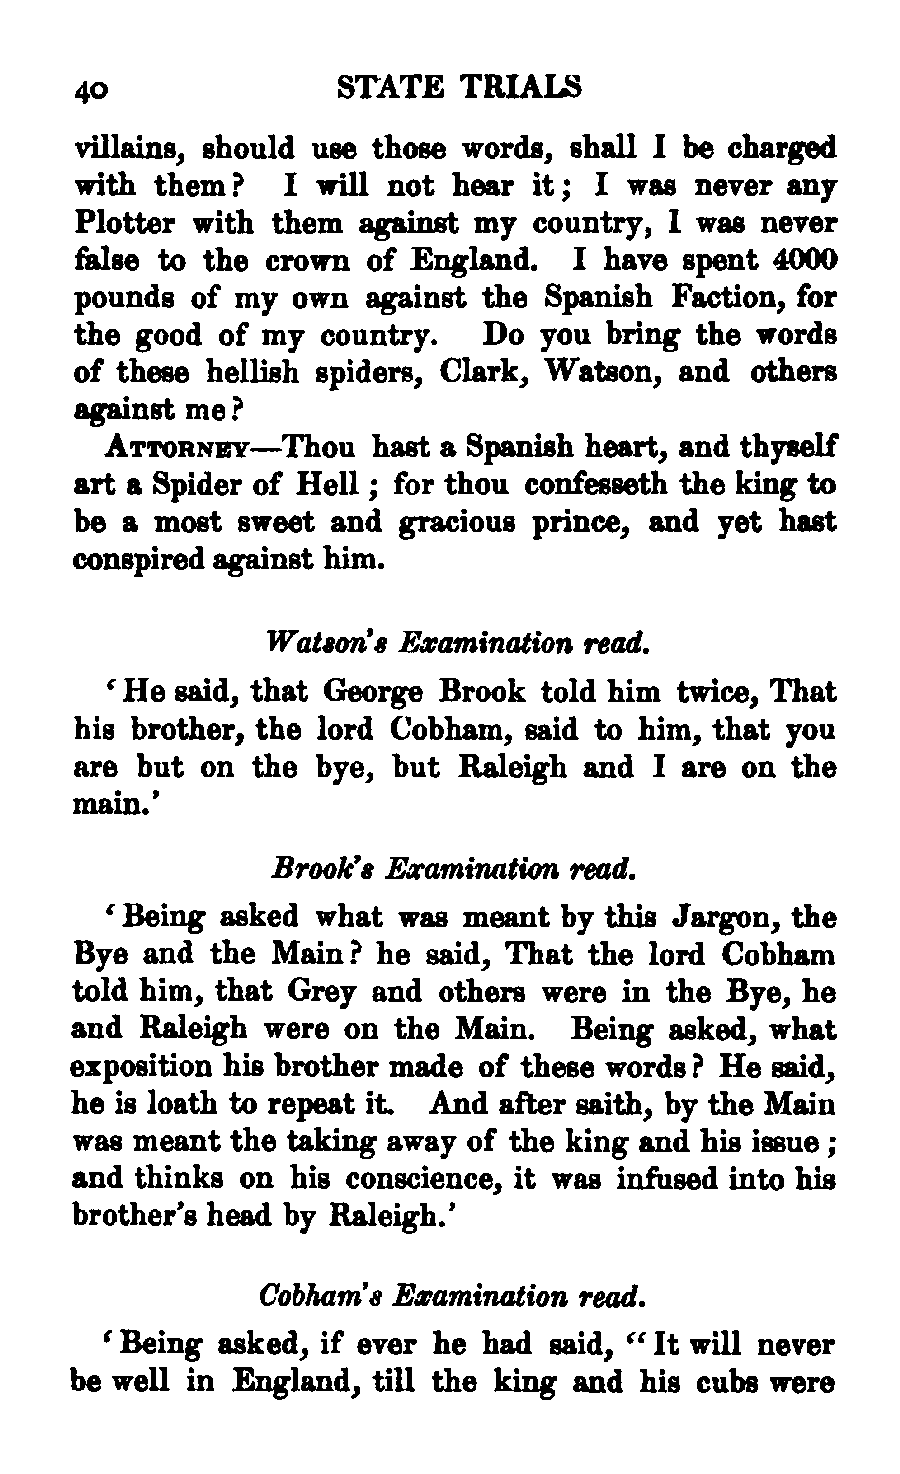 40 STATE TRIALS
villains, should use those words, shall I be charged
with them? I will not hear it; I was never any
Plotter with them against my country, I was never
false to the crown of England. I have spent 4000
pounds of my own against the Spanish Faction, for
the good of my country. Do you bring the words
of these hellish spiders, Clark, Watson, and others
against me?
ATTORNEY—Thou hast a Spanish heart, and thyself
art a Spider of Hell; for thou confesseth the king to
be a most sweet and gracious prince, and yet hast
conspired against him.
Watson's Examination read.
'He said, that George Brook told him twice, That
his brother, the lord Cobham, said to him, that you
are but on the bye, but Raleigh and I are on the
main.'
Brook's Examination read.
'Being asked what was meant by this Jargon, the
Bye and the Main? he said, That the lord Cobham
told him, that Grey and others were in the Bye, he
and Raleigh were on the Main. Being asked, what
exposition his brother made of these words? He said,
he is loath to repeat it. And after saith, by the Main
was meant the taking away of the king and his issue;
and thinks on his conscience, it was infused into his
brother's head by Raleigh.'
Cobham's Examination read.
'Being asked, if ever he had said, "It will never
be well in England, till the king and his cubs were